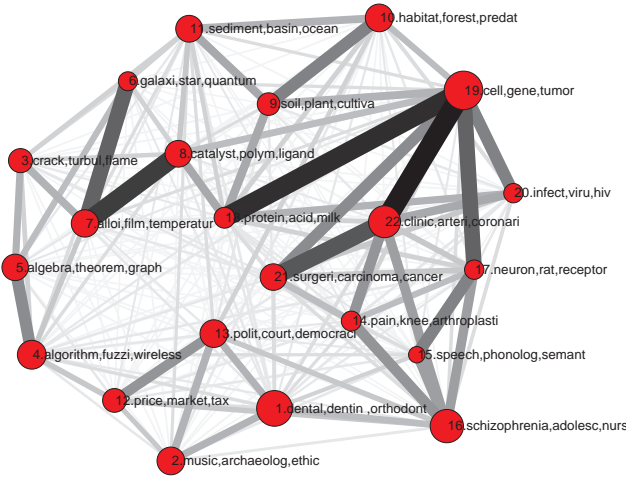 10.habitat,forest,predat
11.sediment,basin,ocean
6.galaxi,star,quantum
19.cell,gene,tumor
9.soil,plant,cultiva
8.catalyst,polym,ligand
3.crack,turbul,flame
20.infect,viru,hiv
18.protein,acid,milk
7.alloi,film,temperatur
22.clinic,arteri,coronari
5.algebra,theorem,graph
17.neuron,rat,receptor
21.surgeri,carcinoma,cancer
14.pain,knee,arthroplasti
13.polit,court,democraci
4.algorithm,fuzzi,wireless
15.speech,phonolog,semant
12.price,market,tax
1.dental,dentin ,orthodont
16.schizophrenia,adolesc,nurs
2.music,archaeolog,ethic